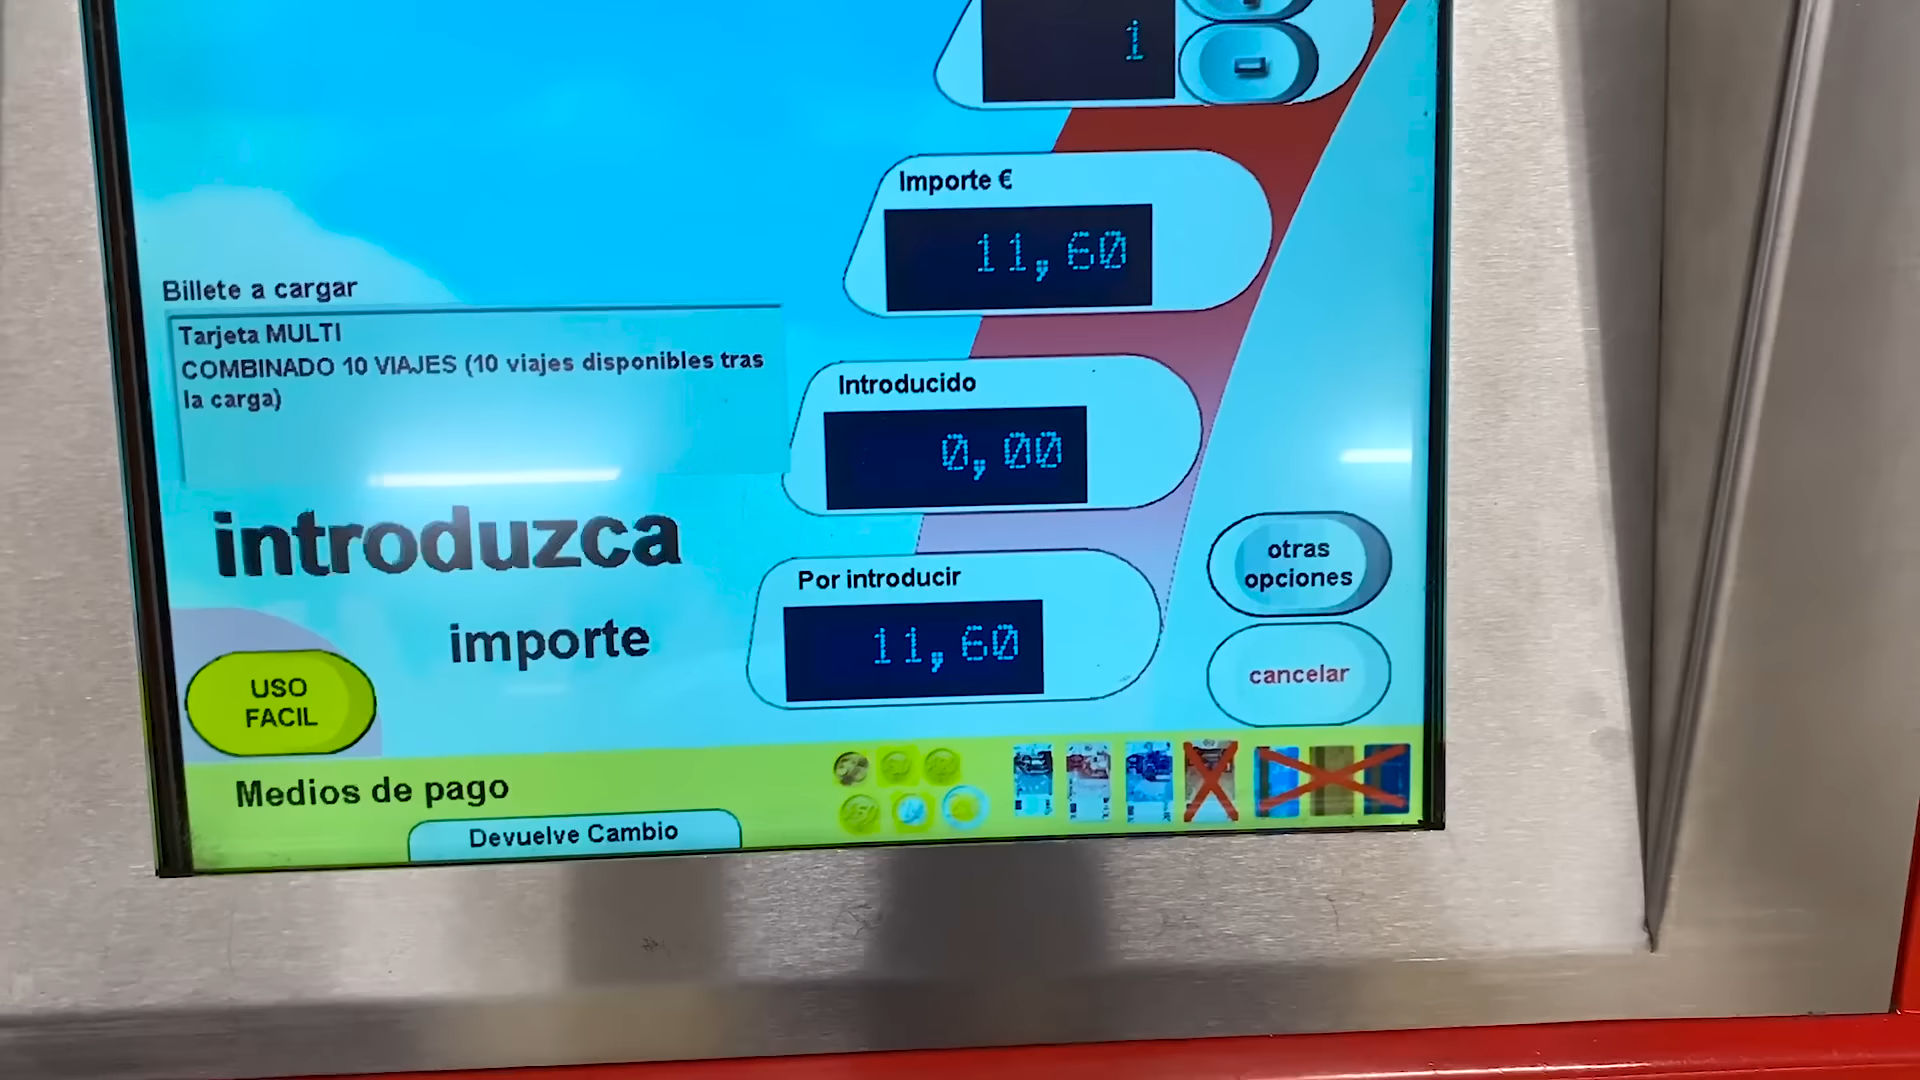 1
Importe €
11,60
Billete a cargar
Tarjeta MULTI
COMBINADO 10 VIAJES (10 viajes disponibles tras
la carga)
Introducido
0,00
introduzca
importe
Por introducir
11,60
otras
opciones
cancelar
USO
FACIL
Medios de pago
Devuelve Cambio